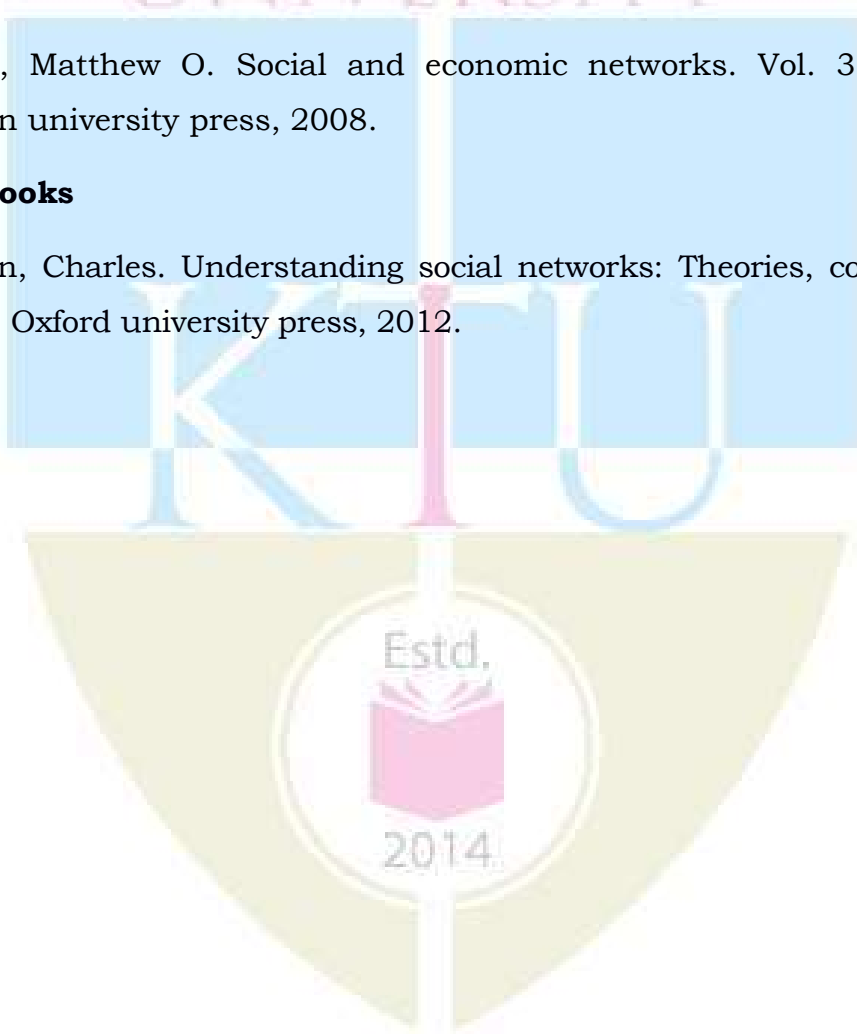 , Matthew O. Social and economic networks. Vol. 3
n university press, 2008.
ooks
n, Charles. Understanding social networks: Theories, co
Oxford university press, 2012.
KTU
Estd.
2014